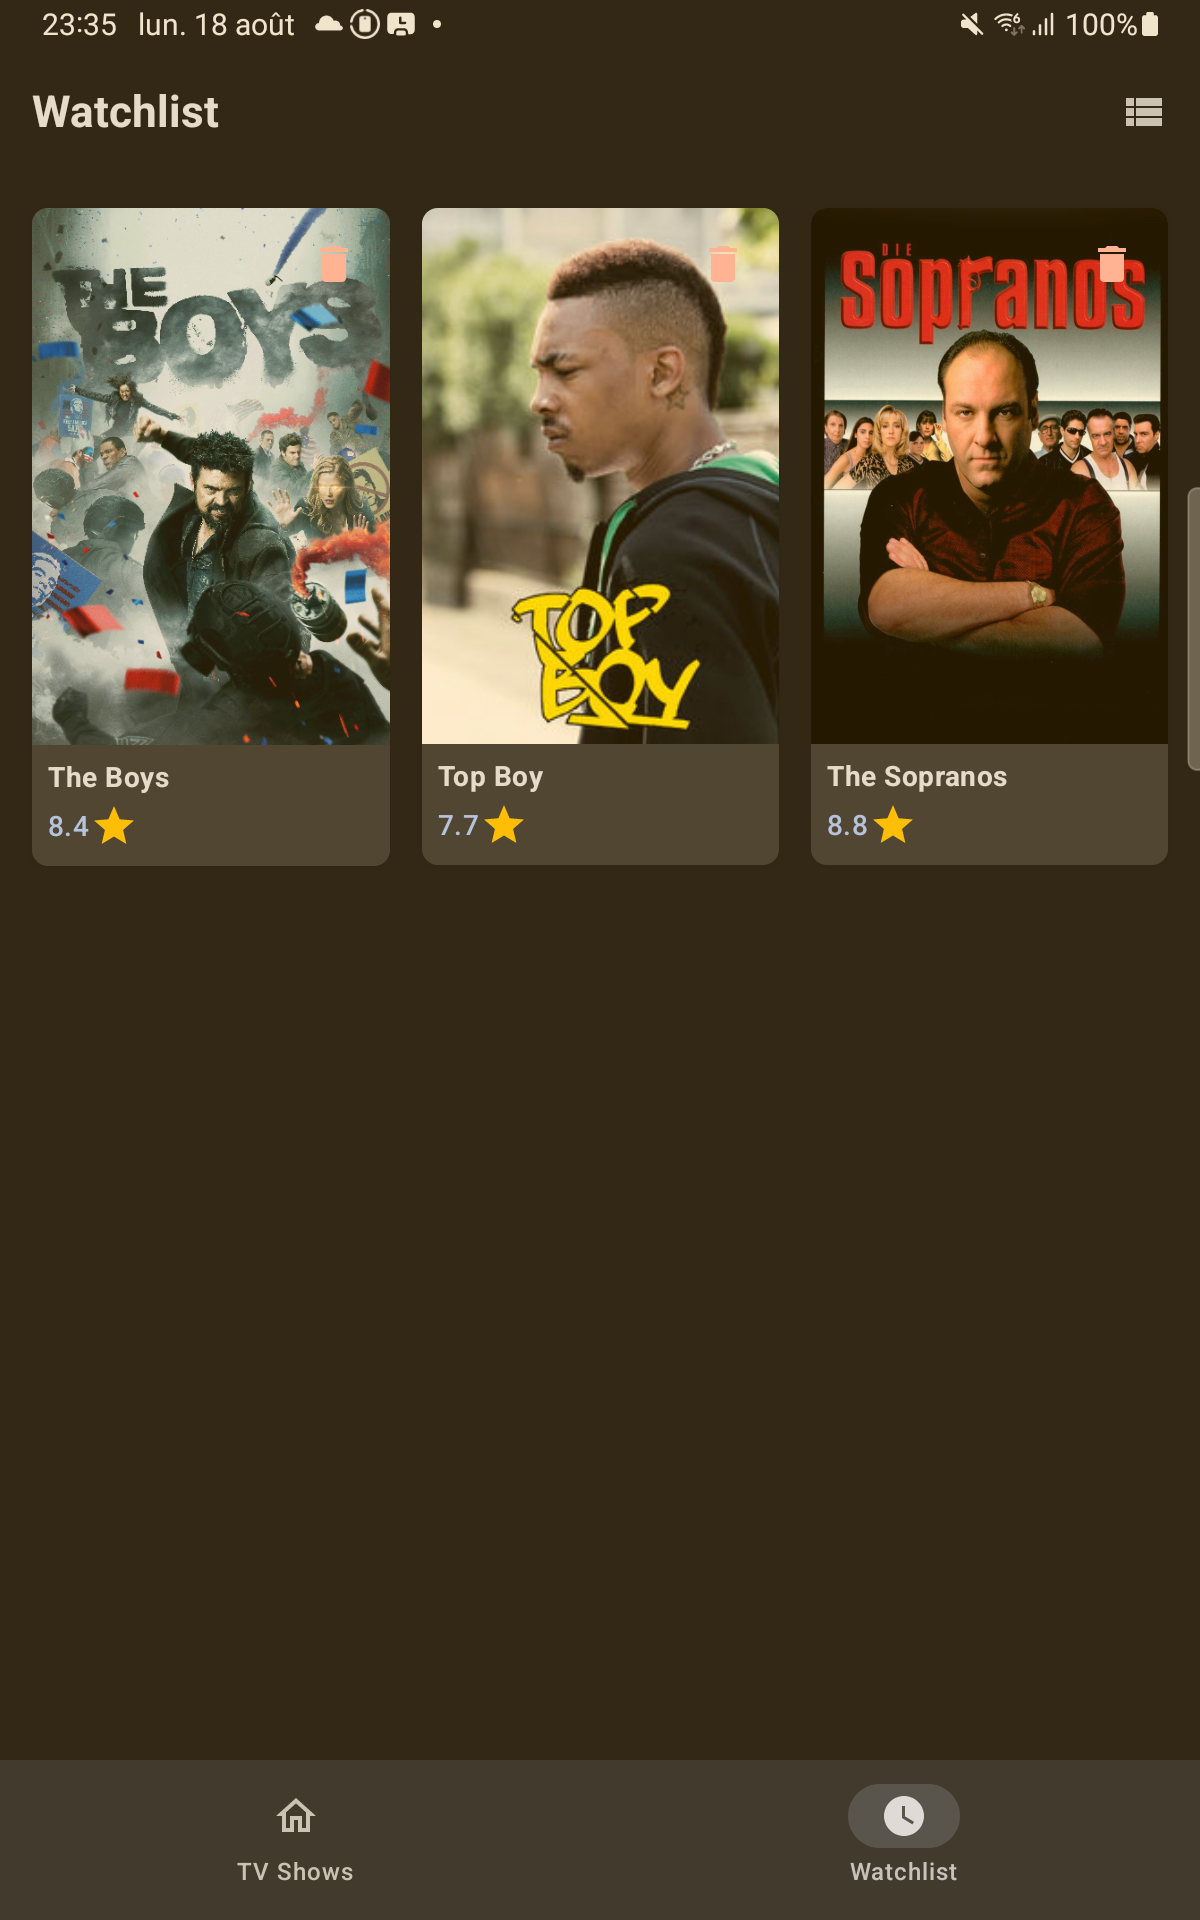 23:35 lun. 18 août
100%
Watchlist
THE
BOYS
TOP
BOY
DIE
Sopranos
The Boys
8.4
Top Boy
7.7
The Sopranos
8.8
TV Shows
Watchlist